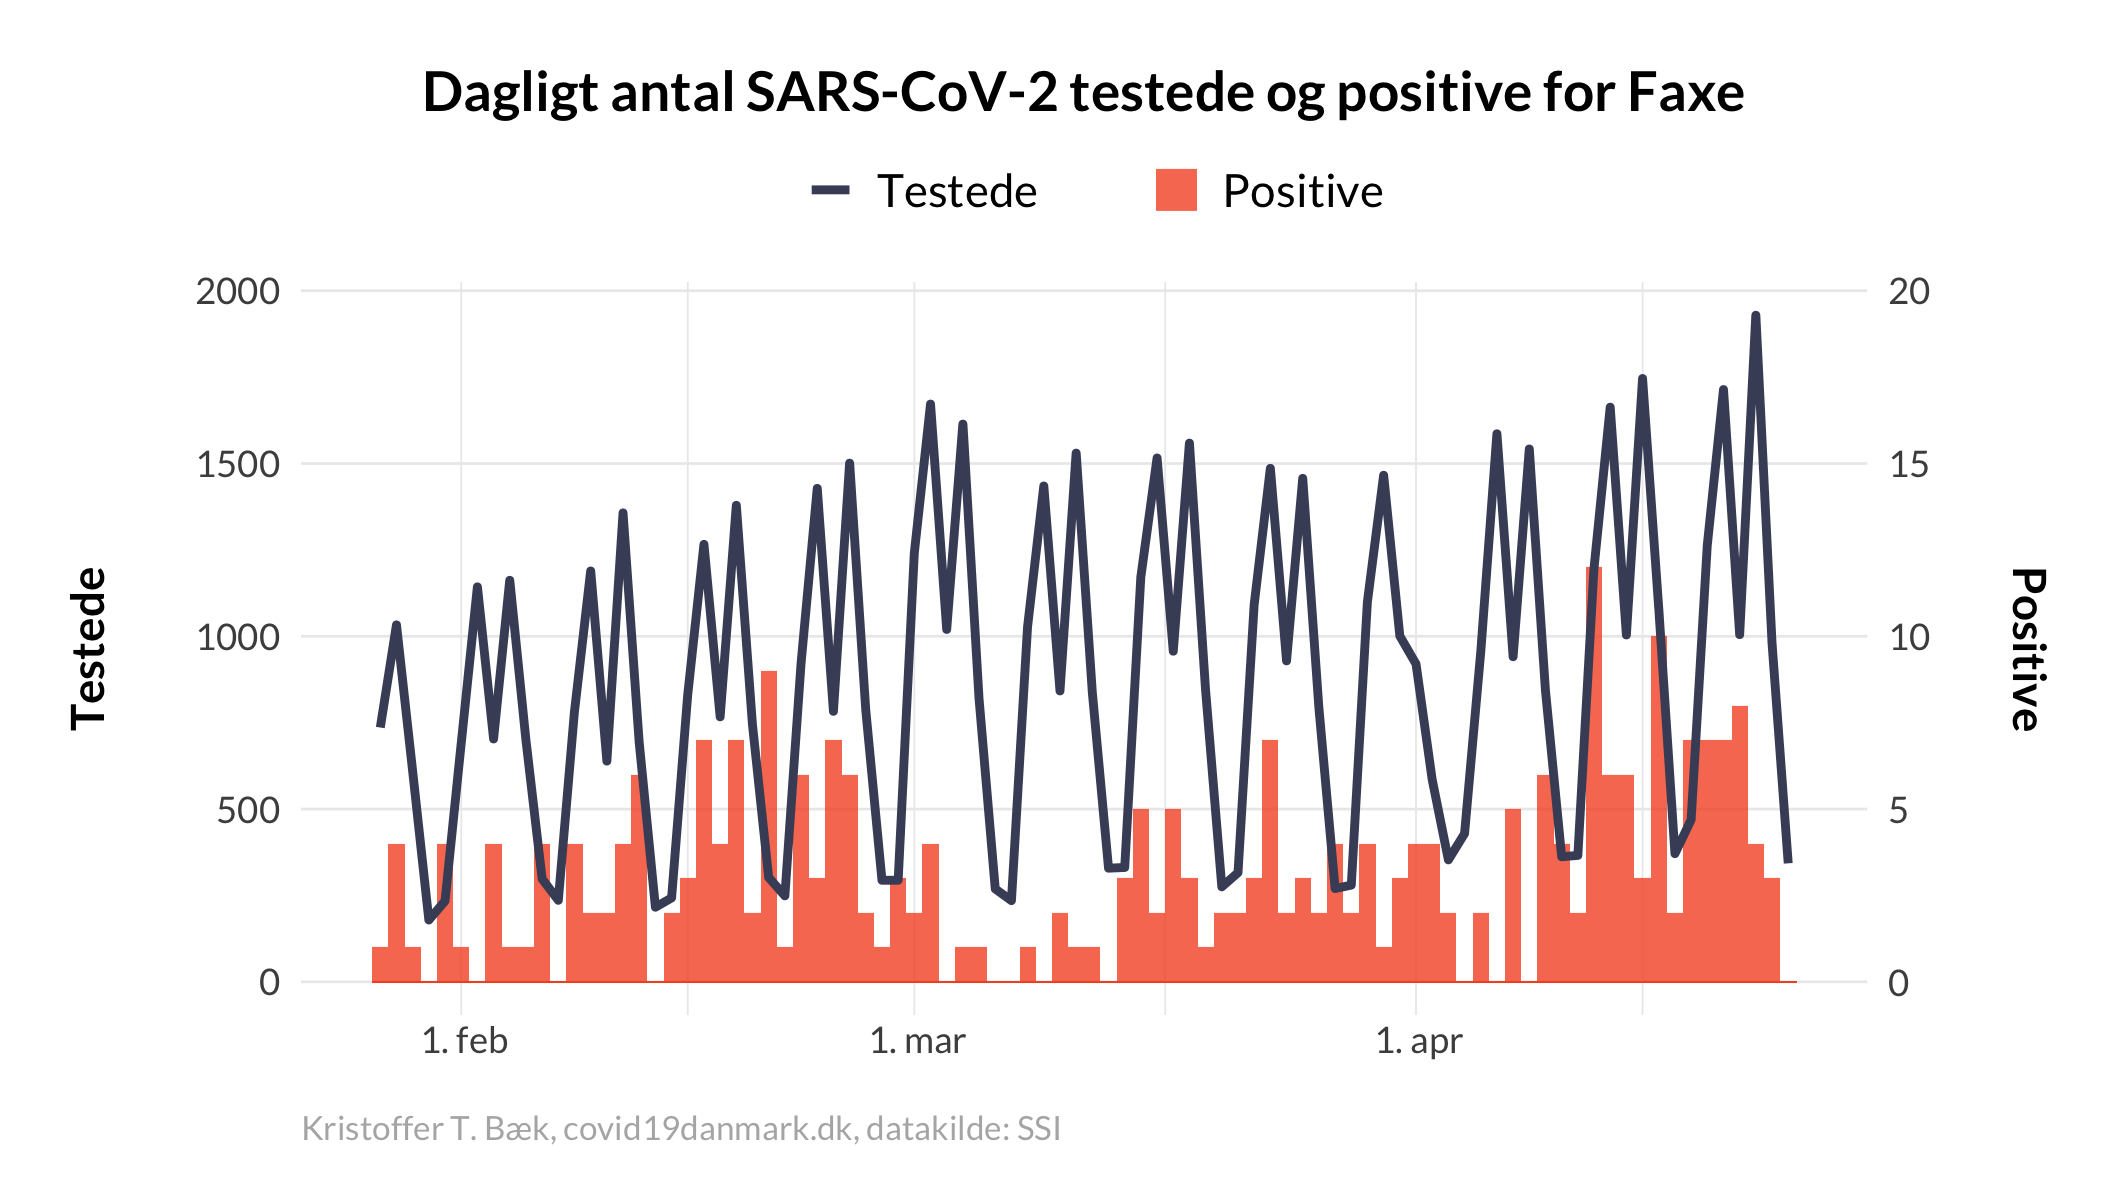 Dagligt antal SARS-CoV-2 testede og positive for Faxe
Testede
Positive
2000
1500
1000
500
0
20
15
10
5
0
Testede
Positive
1. feb
1. mar
1. apr
Kristoffer T. Bæk, covid19danmark.dk, datakilde: SSI